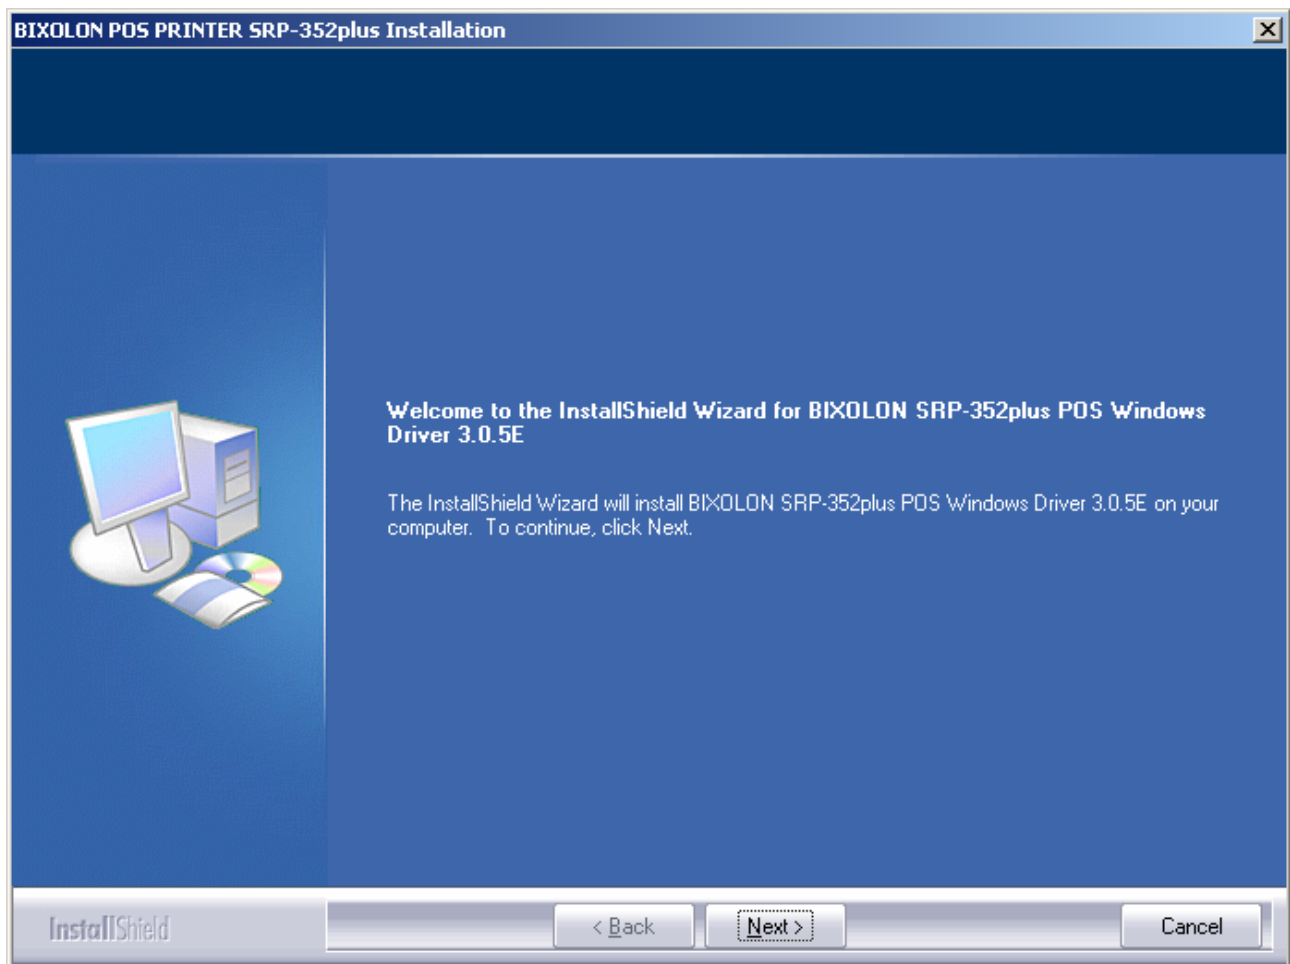 BIXOLON POS PRINTER SRP-352plus Installation
Welcome to the InstallShield Wizard for BIXOLON SRP-352plus POS Windows
Driver 3.0.5E
The InstallShield Wizard will install BIXOLON SRP-352plus POS Windows Driver 3.0.5E on your
computer.  To continue, click Next.
InstallShield
< Back
Next >
Cancel